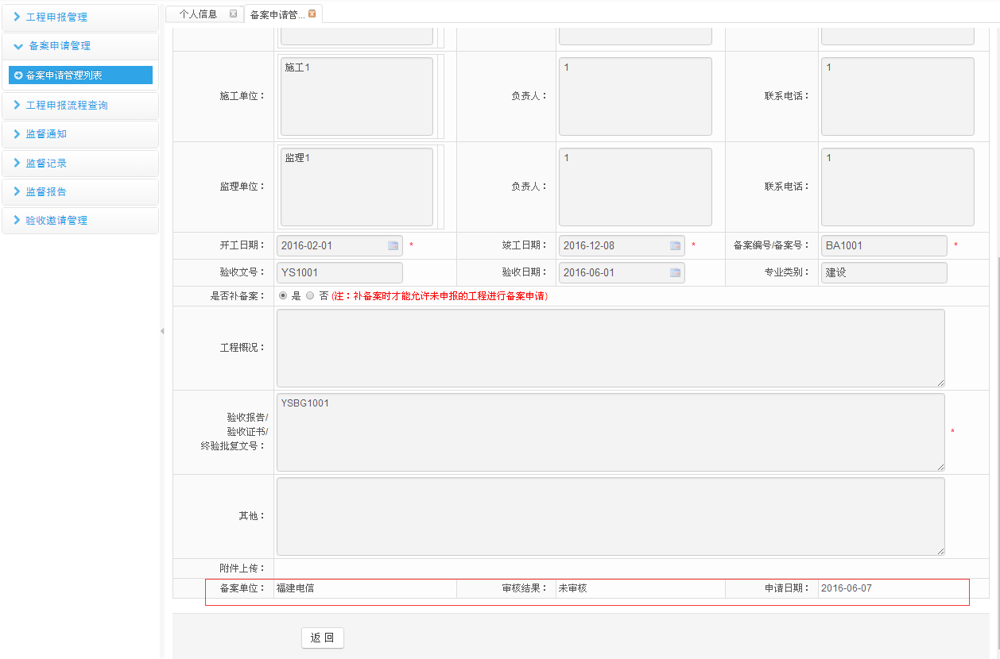 工程申报管理
备案申请管理
备案申请管理列表
工程申报流程查询
监督通知
监督记录
监督报告
验收邀请管理
个人信息
备案申请管...
施工单位： 施工1 负责人： 1 联系电话： 1
监理单位： 监理1 负责人： 1 联系电话： 1
开工日期： 2016-02-01 * 竣工日期： 2016-12-08 * 备案编号/备案号： BA1001 *
验收文号： YS1001 验收日期： 2016-06-01 专业类别： 建设
是否补备案： 是 否 (注：补备案时才能允许未申报的工程进行备案申请)
工程概况：
验收报告/
验收证书/
终验批复文号：
YSBG1001
*
其他：
附件上传：
备案单位： 福建电信 审核结果： 未审核 申请日期： 2016-06-07
返 回